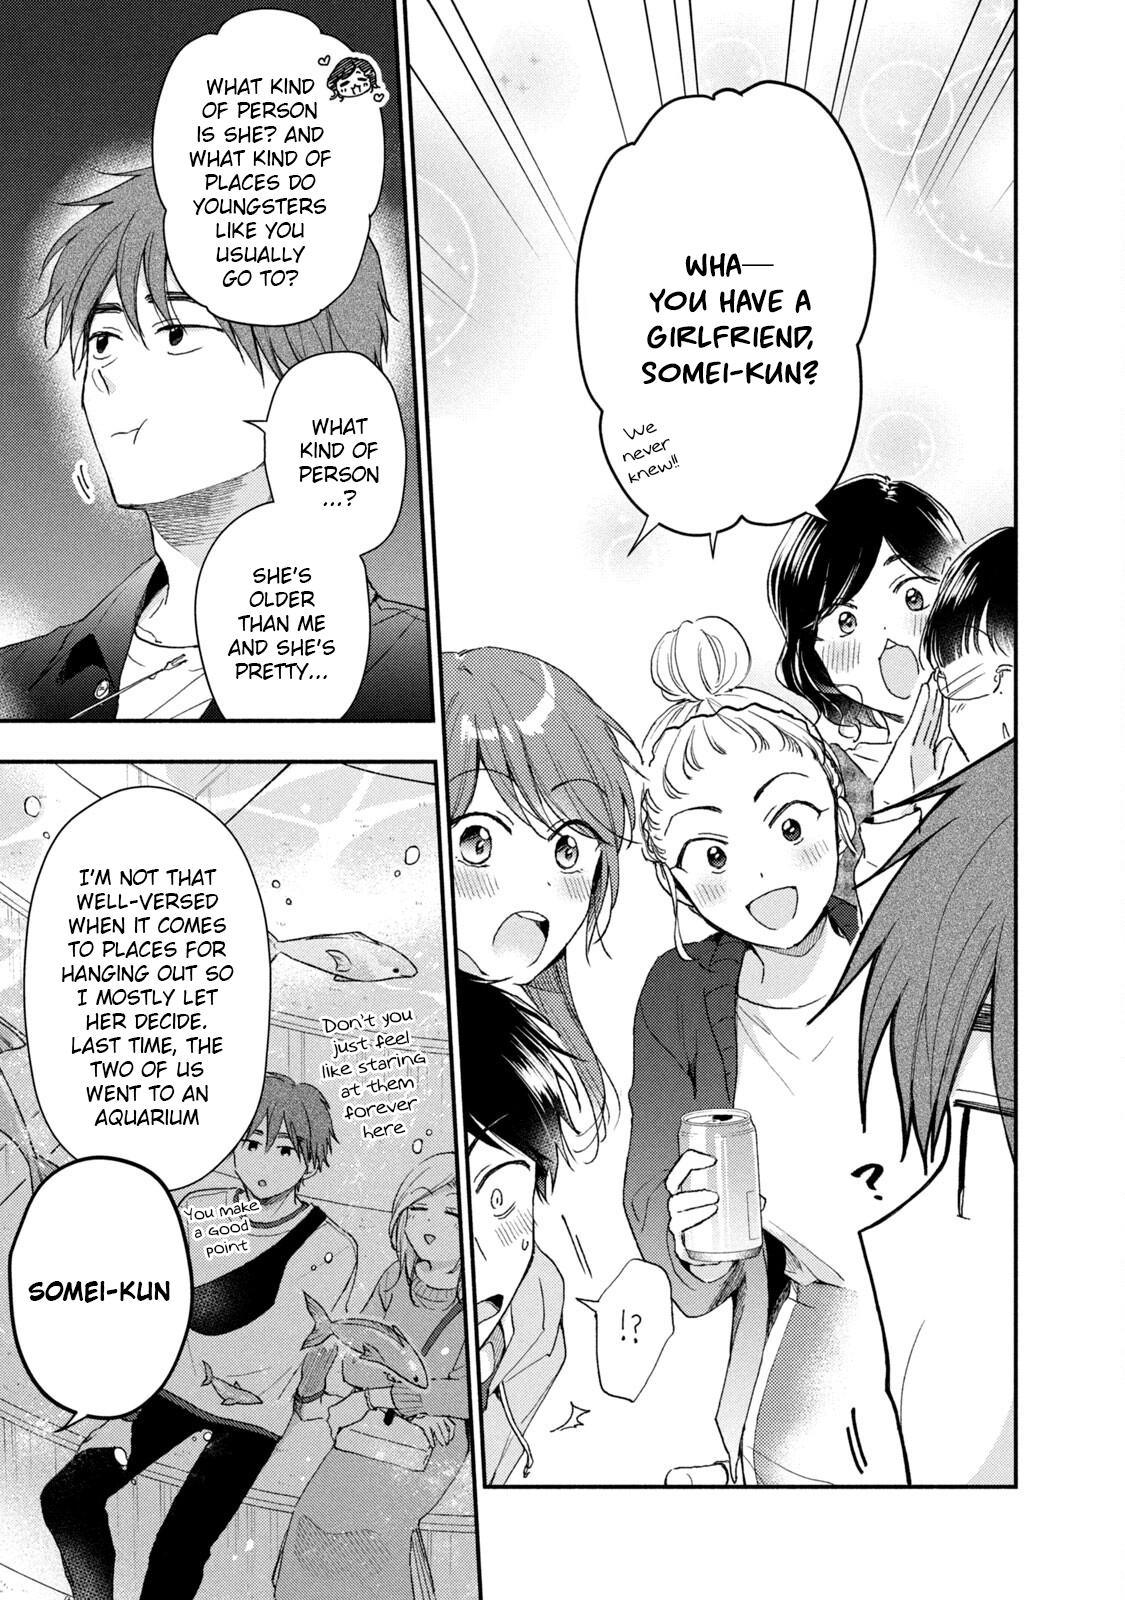 WHA—
YOU HAVE A
GIRLFRIEND,
SOMEI-KUN?
We
never
knew!!
!?
?
WHAT KIND
OF PERSON
IS SHE? AND
WHAT KIND OF
PLACES DO
YOUNGSTERS
LIKE YOU
USUALLY
GO TO?
WHAT
KIND OF
PERSON
...?
SHE'S
OLDER
THAN ME
AND SHE'S
PRETTY...
I'M NOT THAT
WELL-VERSED
WHEN IT COMES
TO PLACES FOR
HANGING OUT SO
I MOSTLY LET
HER DECIDE.
LAST TIME, THE
TWO OF US
WENT TO AN
AQUARIUM
Don't you
just feel
like staring
at them
forever
here
You make
a Good
point
SOMEI-KUN